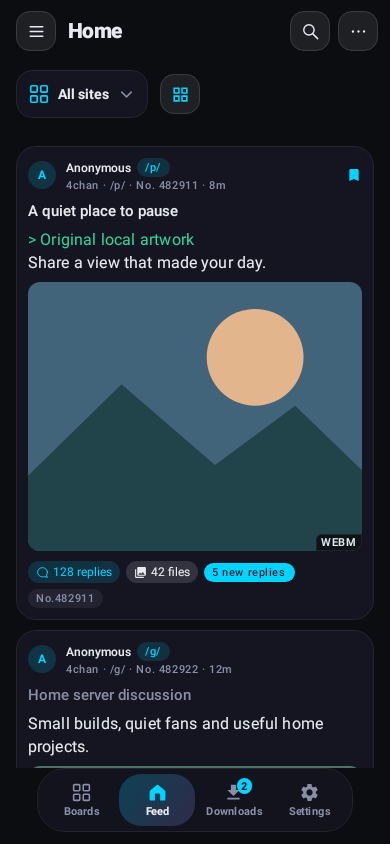 Home
All sites
A
Anonymous /p/
4chan · /p/ · No. 482911 · 8m
A quiet place to pause
> Original local artwork
Share a view that made your day.
WEBM
128 replies 42 files 5 new replies
No.482911
A
Anonymous /g/
4chan · /g/ · No. 482922 · 12m
Home server discussion
Small builds, quiet fans and useful home
projects.
2
Boards Feed Downloads Settings